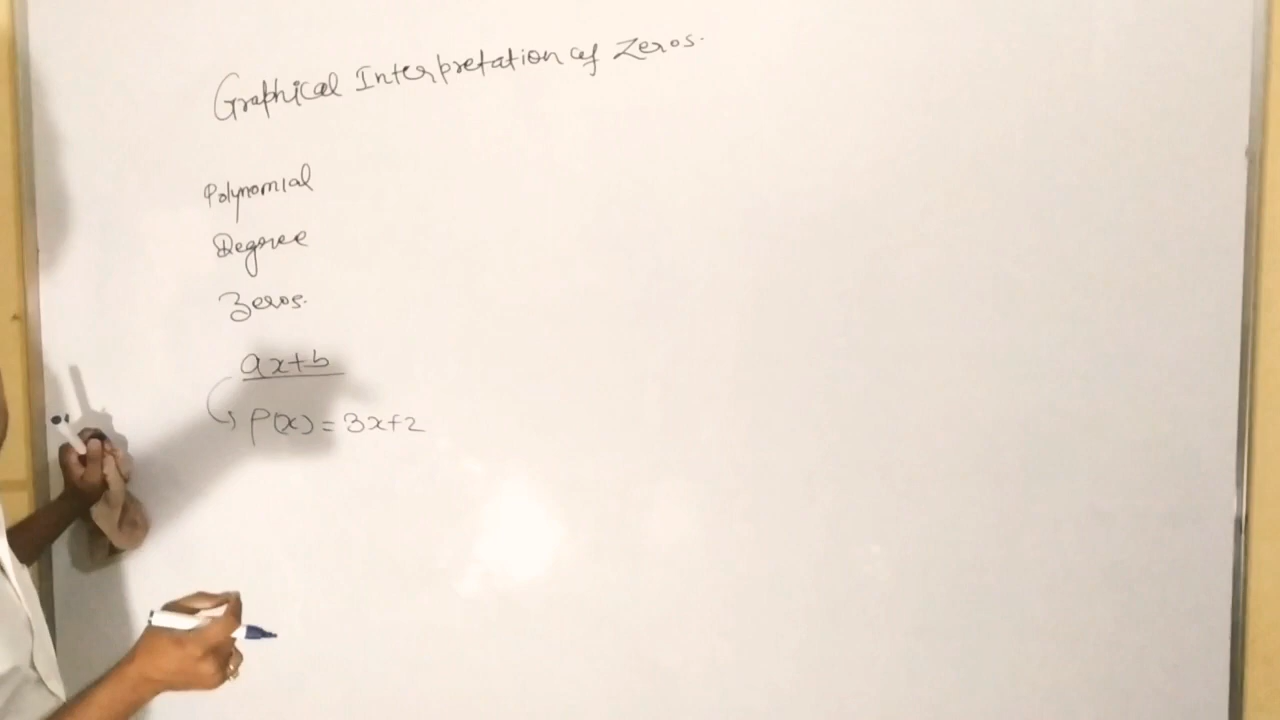 Graphical Interpretation of Zeros.
Polynomial
Degree
Zeros.
ax+b
P(x)=3x+2